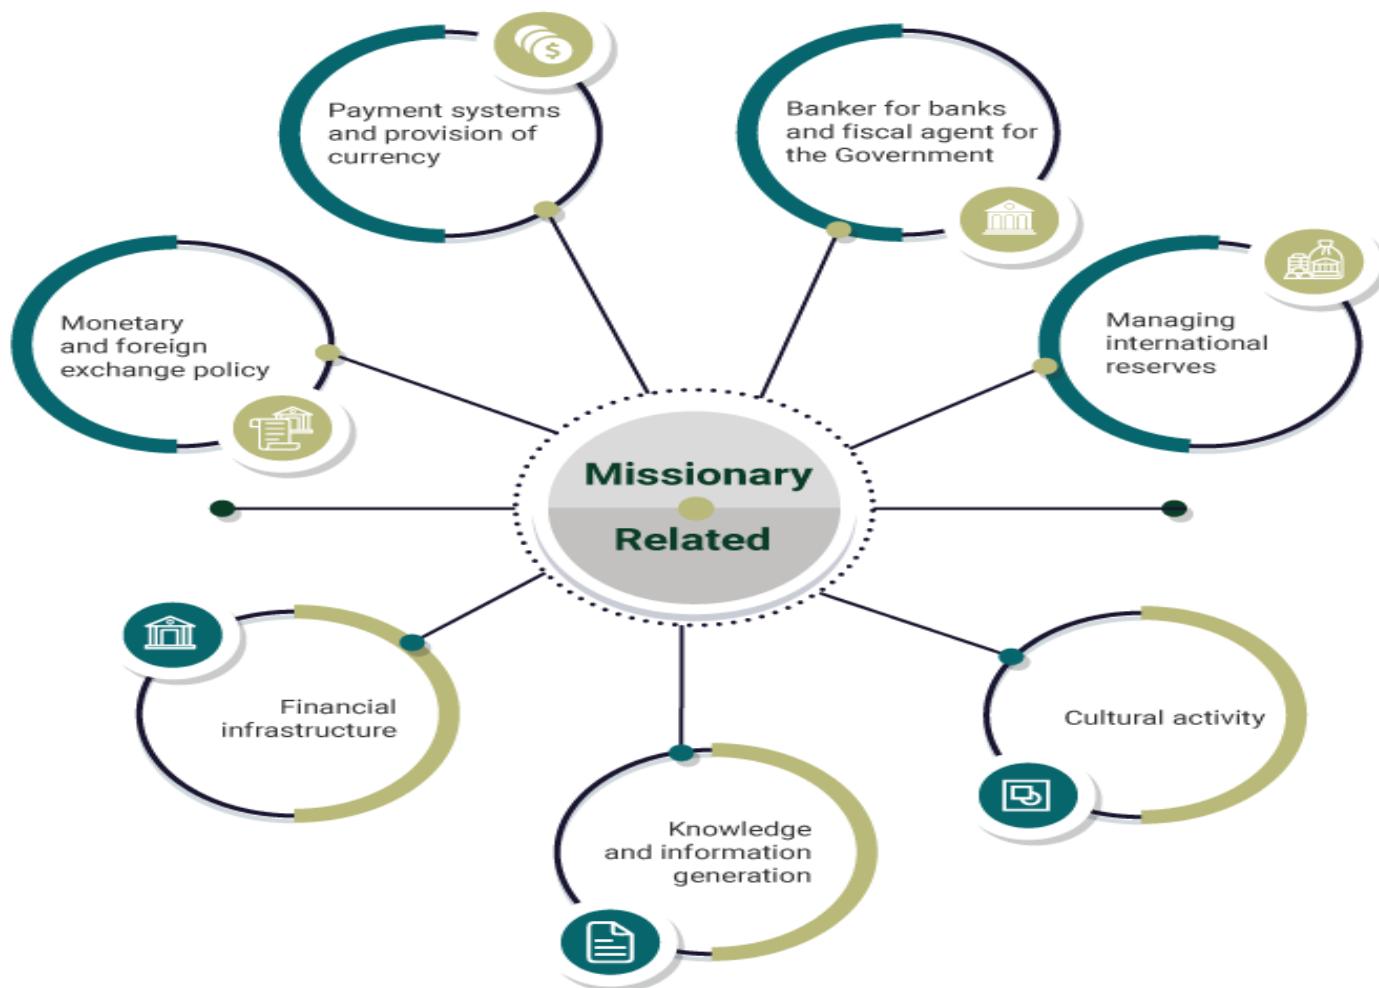 Payment systems
and provision of
currency
Banker for banks
and fiscal agent for
the Government
Monetary
and foreign
exchange policy
Managing
international
reserves
Missionary
Related
Financial
infrastructure
Knowledge
and information
generation
Cultural activity
$